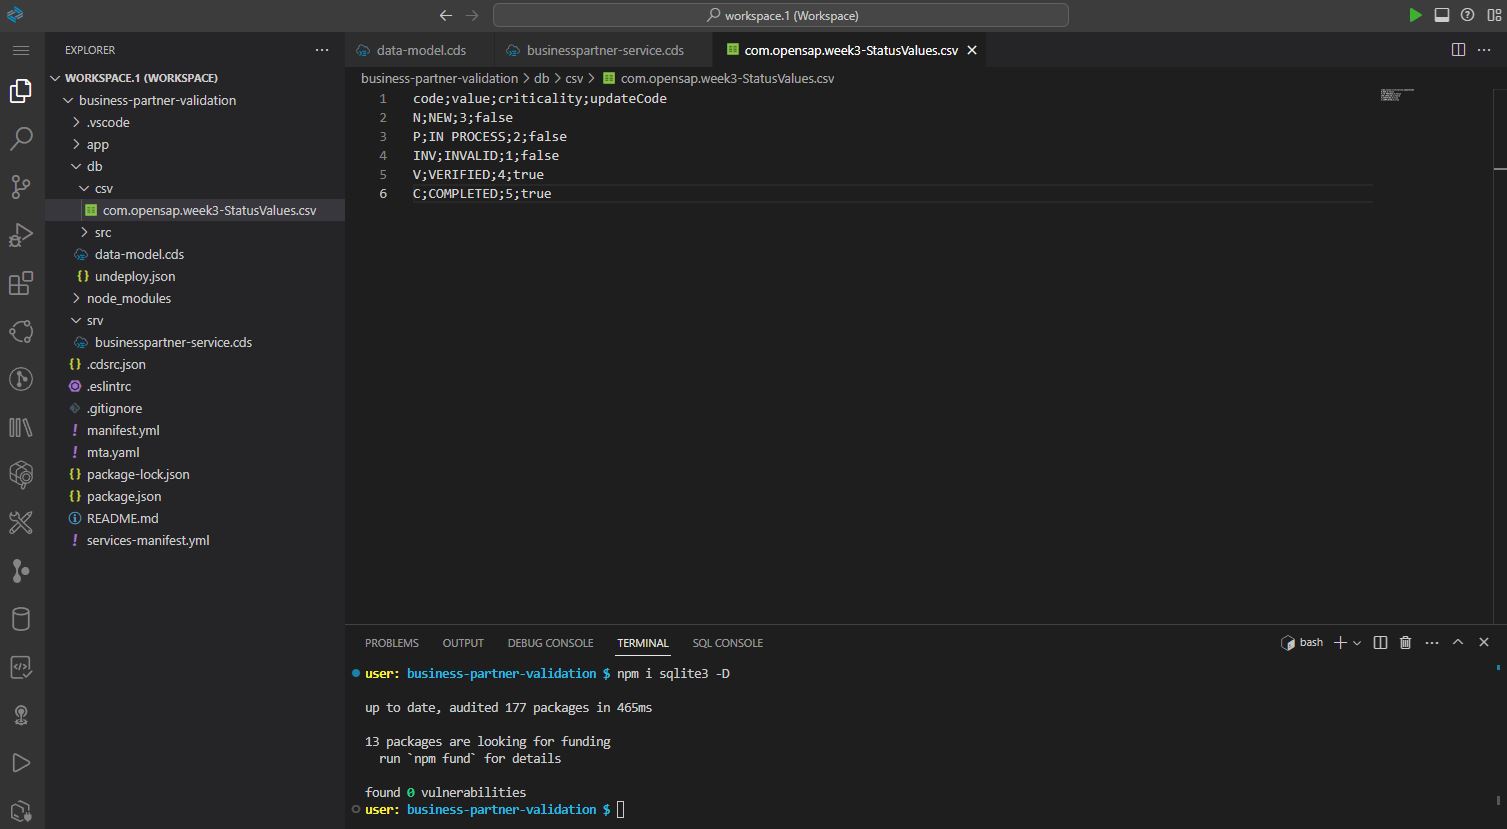 workspace.1 (Workspace)
EXPLORER
WORKSPACE.1 (WORKSPACE)
business-partner-validation
.vscode
app
db
csv
com.opensap.week3-StatusValues.csv
src
data-model.cds
undeploy.json
node_modules
srv
businesspartner-service.cds
.cdsrc.json
.eslintrc
.gitignore
manifest.yml
mta.yaml
package-lock.json
package.json
README.md
services-manifest.yml
data-model.cds
businesspartner-service.cds
com.opensap.week3-StatusValues.csv
business-partner-validation > db > csv > com.opensap.week3-StatusValues.csv
1 code;value;criticality;updateCode
2 N;NEW;3;false
3 P;IN PROCESS;2;false
4 INV;INVALID;1;false
5 V;VERIFIED;4;true
6 C;COMPLETED;5;true
PROBLEMS OUTPUT DEBUG CONSOLE TERMINAL SQL CONSOLE
bash
user: business-partner-validation $ npm i sqlite3 -D
up to date, audited 177 packages in 465ms
13 packages are looking for funding
run `npm fund` for details
found 0 vulnerabilities
user: business-partner-validation $